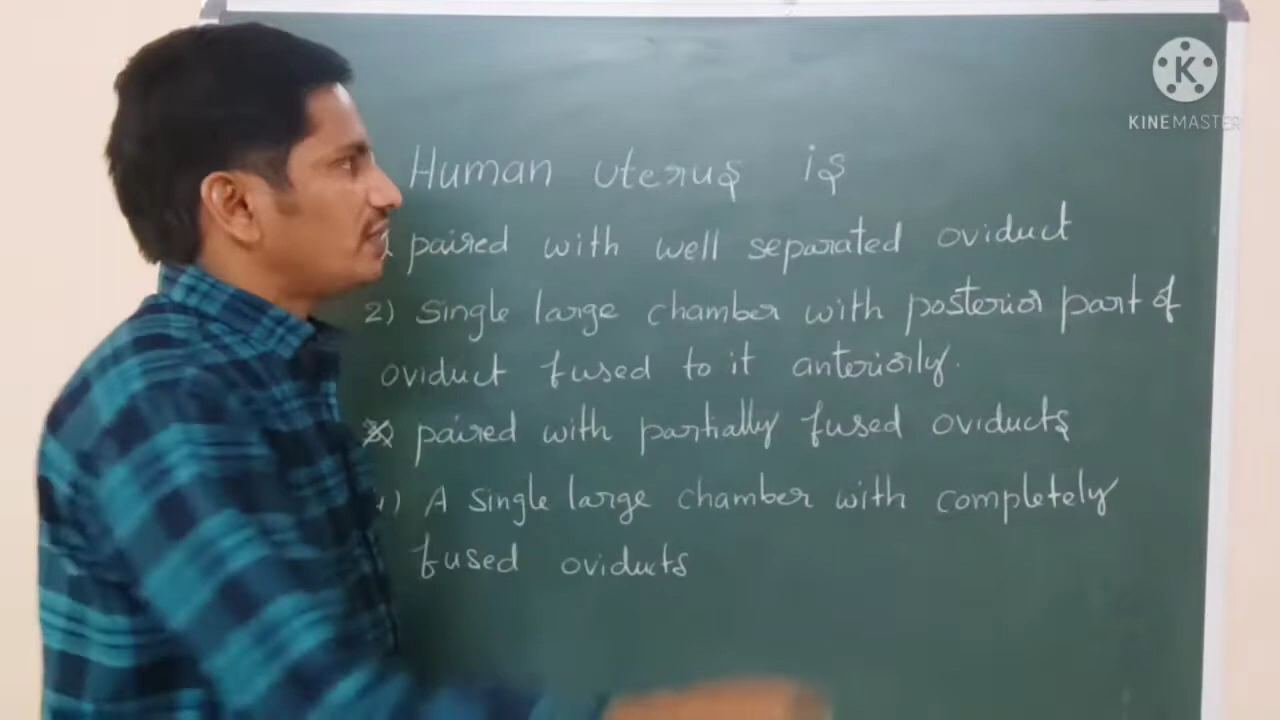 KINEMASTER
Human uterus is
paired with well separated oviduct
2) Single large chamber with posterior part of
oviduct fused to it anteriorly.
paired with partially fused oviducts
A single large chamber with completely
fused oviducts